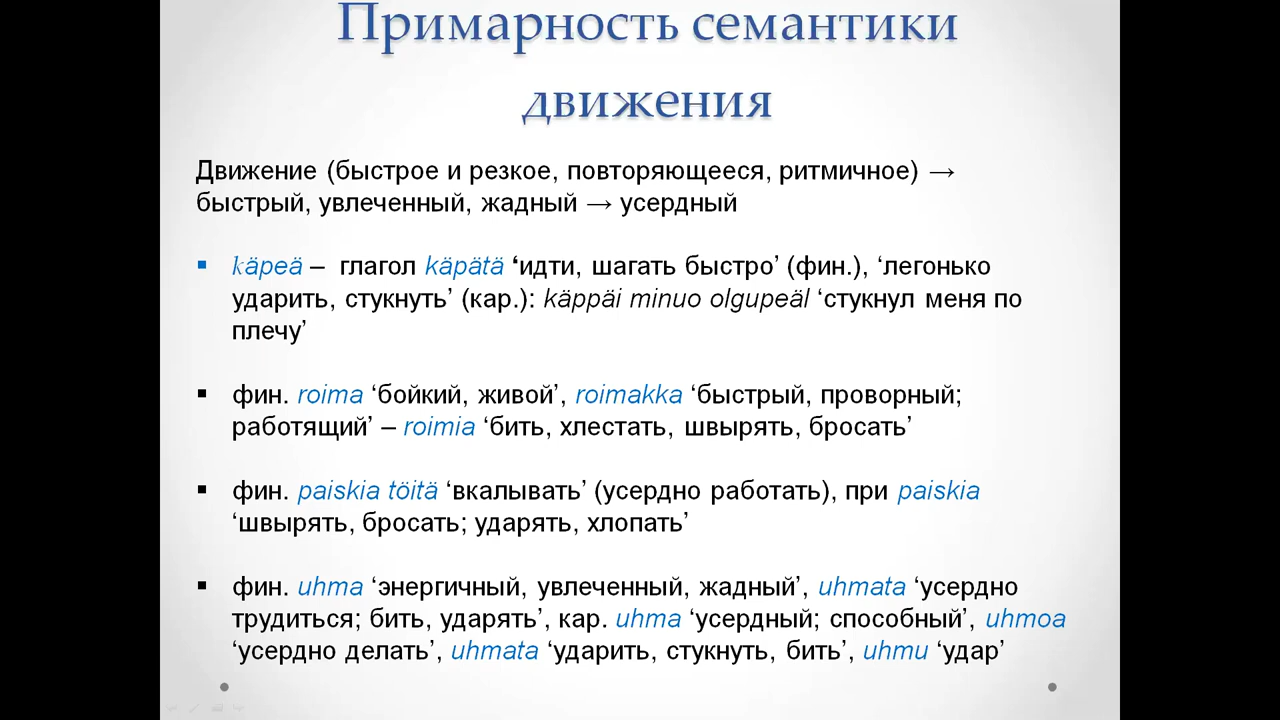 Примарность семантики
движения
Движение (быстрое и резкое, повторяющееся, ритмичное) →
быстрый, увлеченный, жадный → усердный
▪ käpeä – глагол käpätä ‘идти, шагать быстро’ (фин.), ‘легонько
ударить, стукнуть’ (кар.): käppäi minuo olgupeäl ‘стукнул меня по
плечу’
▪ фин. roima ‘бойкий, живой’, roimakka ‘быстрый, проворный;
работящий’ – roimia ‘бить, хлестать, швырять, бросать’
▪ фин. paiskia töitä ‘вкалывать’ (усердно работать), при paiskia
‘швырять, бросать; ударять, хлопать’
▪ фин. uhma ‘энергичный, увлеченный, жадный’, uhmata ‘усердно
трудиться; бить, ударять’, кар. uhma ‘усердный; способный’, uhmoa
‘усердно делать’, uhmata ‘ударить, стукнуть, бить’, uhmu ‘удар’